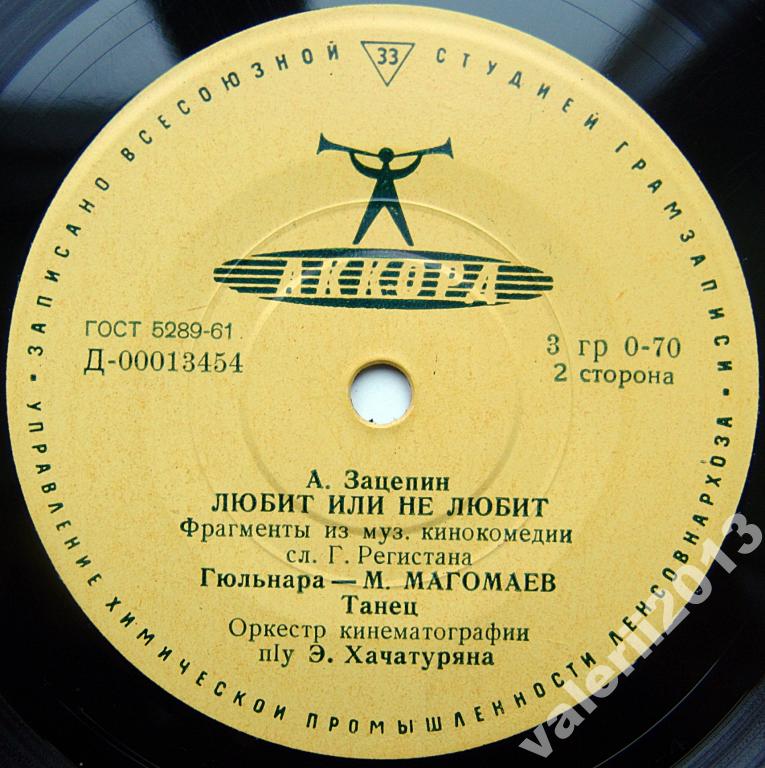 ЗАПИСАНО ВСЕСОЮЗНОЙ СТУДИЕЙ ГРАМЗАПИСИ
33
АККОРД
ГОСТ 5289-61
Д-00013454
3 гр 0-70
2 сторона
А. Зацепин
ЛЮБИТ ИЛИ НЕ ЛЮБИТ
Фрагменты из муз. кинокомедии
сл. Г. Регистана
Гюльнара — М. МАГОМАЕВ
Танец
Оркестр кинематографии
п/у Э. Хачатуряна
УПРАВЛЕНИЕ ХИМИЧЕСКОЙ ПРОМЫШЛЕННОСТИ ЛЕНСОВНАРХОЗА
valerii2013